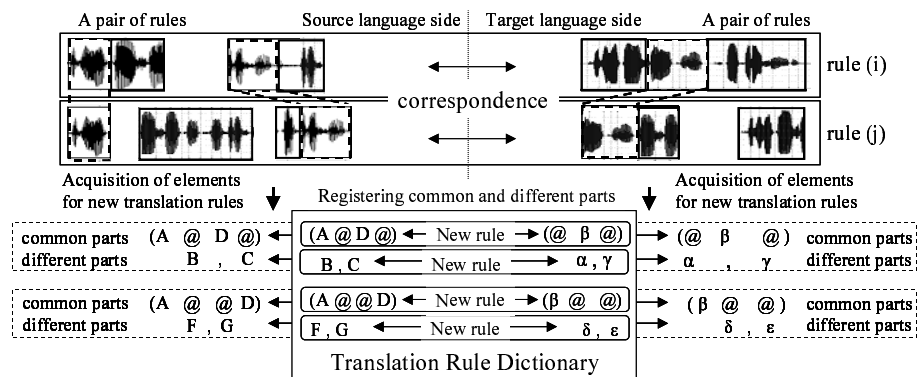 A pair of rules Source language side Target language side A pair of rules
rule (i)
correspondence
rule (j)
Acquisition of elements for new translation rules
Registering common and different parts
Acquisition of elements for new translation rules
common parts (A @ D @) (A @ D @) New rule (@ β @) (@ β @) common parts
different parts B , C B , C New rule α , γ α , γ different parts
common parts (A @ @ D) (A @ @ D) New rule (β @ @) (β @ @) common parts
different parts F , G F , G New rule δ , ε δ , ε different parts
Translation Rule Dictionary